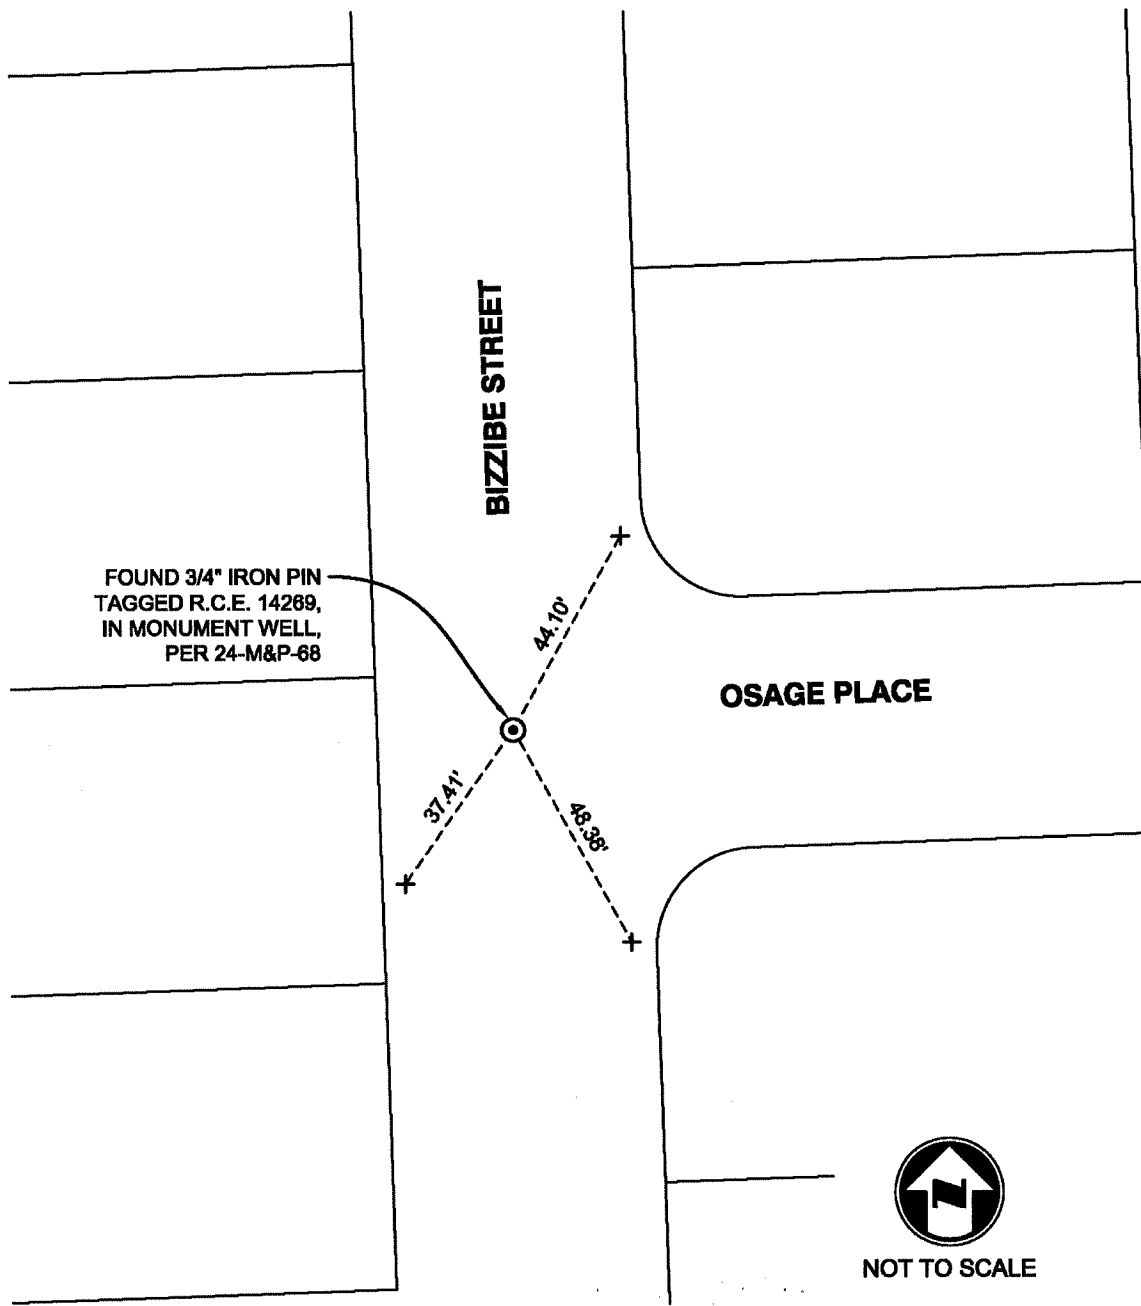 BIZZIBE STREET
FOUND 3/4" IRON PIN
TAGGED R.C.E. 14269,
IN MONUMENT WELL,
PER 24-M&P-68
44.10'
OSAGE PLACE
37.41'
48.38'
N
NOT TO SCALE